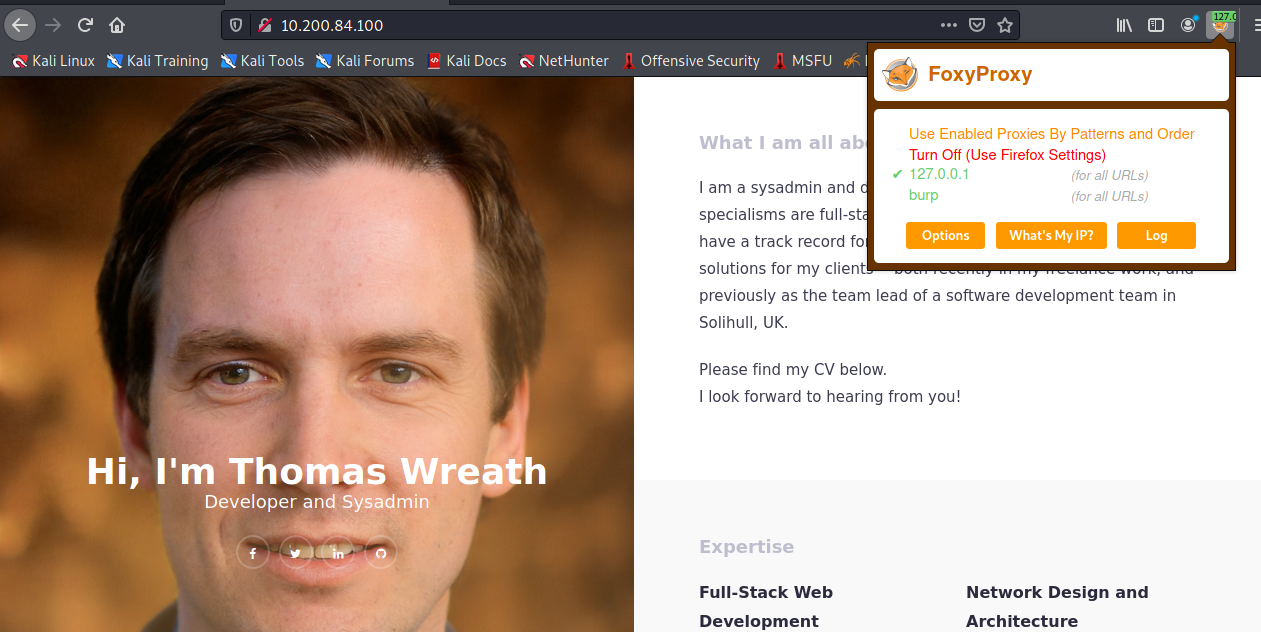 10.200.84.100
127.0
Kali Linux
Kali Training
Kali Tools
Kali Forums
Kali Docs
NetHunter
Offensive Security
MSFU
FoxyProxy
Use Enabled Proxies By Patterns and Order
Turn Off (Use Firefox Settings)
✔ 127.0.0.1 (for all URLs)
burp (for all URLs)
Options What's My IP? Log
Hi, I'm Thomas Wreath
Developer and Sysadmin
What I am all
I am a sysadmin and
specialisms are
have a track record
solutions for my clients
previously as the team lead of a software development team in
Solihull, UK.
Please find my CV below.
I look forward to hearing from you!
Expertise
Full-Stack Web
Development
Network Design and
Architecture